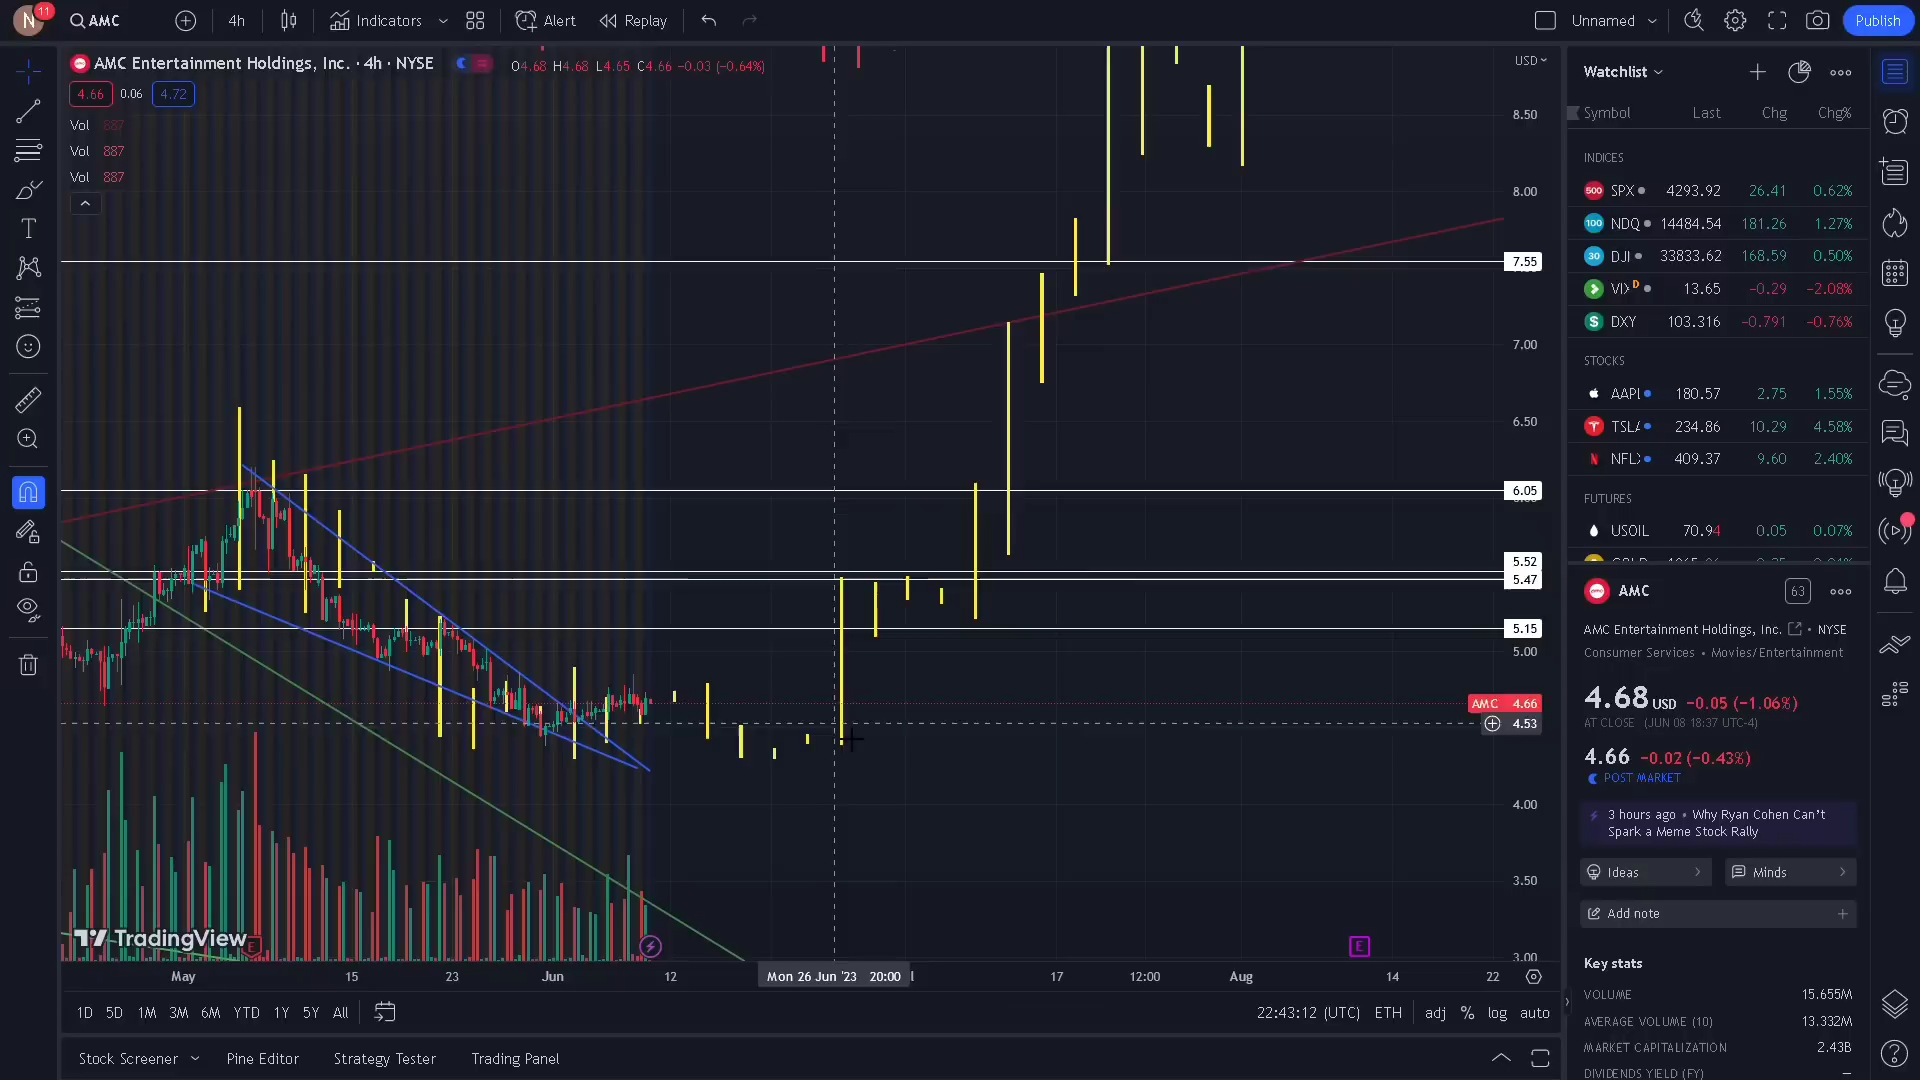 N 11 AMC 4h Indicators Alert Replay Unnamed Publish
AMC Entertainment Holdings, Inc. · 4h · NYSE O4.68 H4.68 L4.65 C4.66 −0.03 (−0.64%)
USD
4.66 0.06 4.72
Vol 887
Vol 887
Vol 887
8.50
8.00
7.55
7.00
6.50
6.05
5.52
5.47
5.15
5.00
AMC 4.66
4.53
4.00
3.50
3.00
TradingView
E
E
May 15 23 Jun 12 Mon 26 Jun '23 20:00 17 12:00 Aug 14 22
1D 5D 1M 3M 6M YTD 1Y 5Y All 22:43:12 (UTC) ETH adj % log auto
Stock Screener Pine Editor Strategy Tester Trading Panel
Watchlist
Symbol Last Chg Chg%
INDICES
500 SPX 4293.92 26.41 0.62%
100 NDQ 14484.54 181.26 1.27%
30 DJI 33833.62 168.59 0.50%
VIX D 13.65 −0.29 −2.08%
S DXY 103.316 −0.791 −0.76%
STOCKS
AAPL 180.57 2.75 1.55%
TSLA 234.86 10.29 4.58%
NFLX 409.37 9.60 2.40%
FUTURES
USOIL 70.94 0.05 0.07%
AMC 63
AMC Entertainment Holdings, Inc. • NYSE
Consumer Services • Movies/Entertainment
4.68 USD −0.05 (−1.06%)
AT CLOSE (JUN 08 18:37 UTC-4)
4.66 −0.02 (−0.43%)
POST MARKET
3 hours ago • Why Ryan Cohen Can't
Spark a Meme Stock Rally
Ideas Minds
Add note
Key stats
VOLUME 15.655M
AVERAGE VOLUME (10) 13.332M
MARKET CAPITALIZATION 2.43B
DIVIDENDS YIELD (FY) —